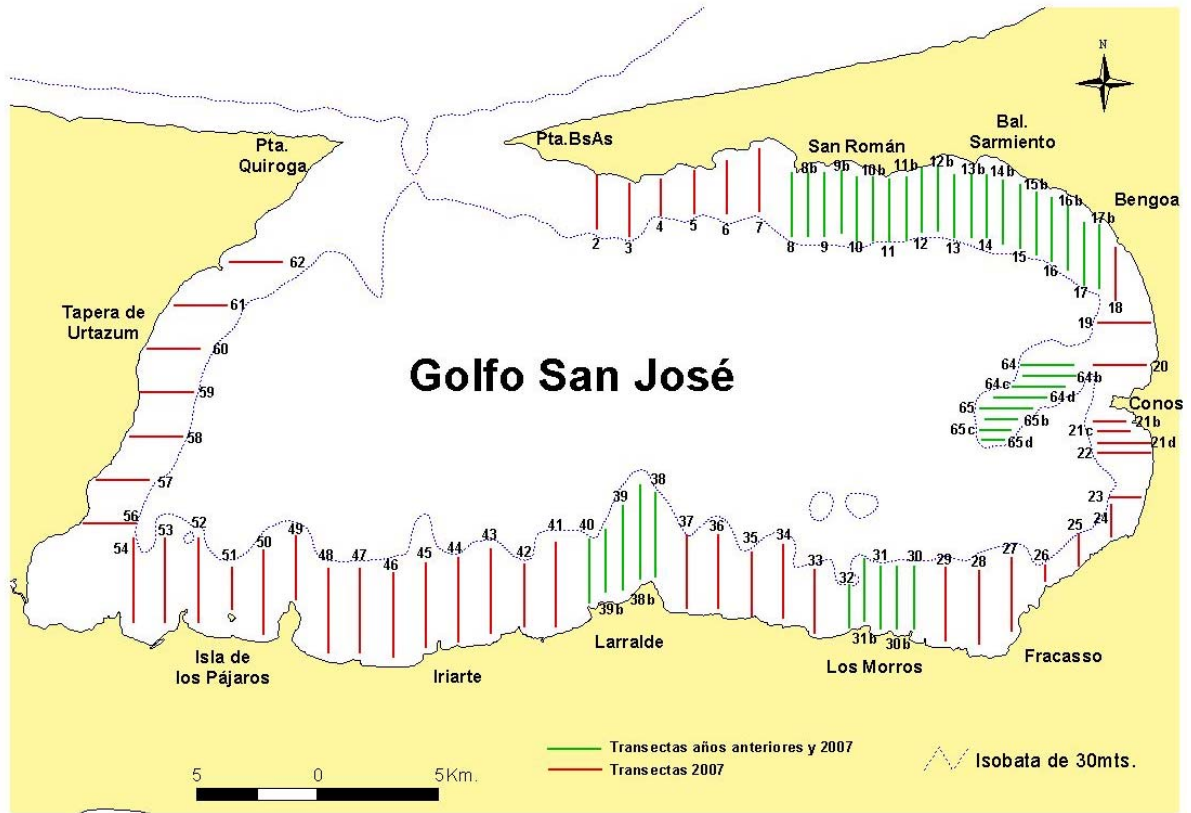 N
Pta.
Quiroga
Pta.BsAs
San Román
Bal.
Sarmiento
Bengoa
8b 9b 10b 11b 12b 13b 14b 15b 16b 17b
2 3 4 5 6 7 8 9 10 11 12 13 14 15 16 17 18
19
20
62
61
60
59
58
57
56
Tapera de
Urtazum
Golfo San José
64
64b
64c
64d
65
65b
65c
65d
Conos
21b
21c
21d
22
23
24
25
26
27
28
29
30
31
32
33
34
35
36
37
38
39
40
41
42
43
44
45
46
47
48
49
50
51
52
53
54
39b 38b
31b 30b
Isla de
los Pájaros
Iriarte
Larralde
Los Morros
Fracasso
5 0 5Km.
Transectas años anteriores y 2007
Transectas 2007
Isobata de 30mts.